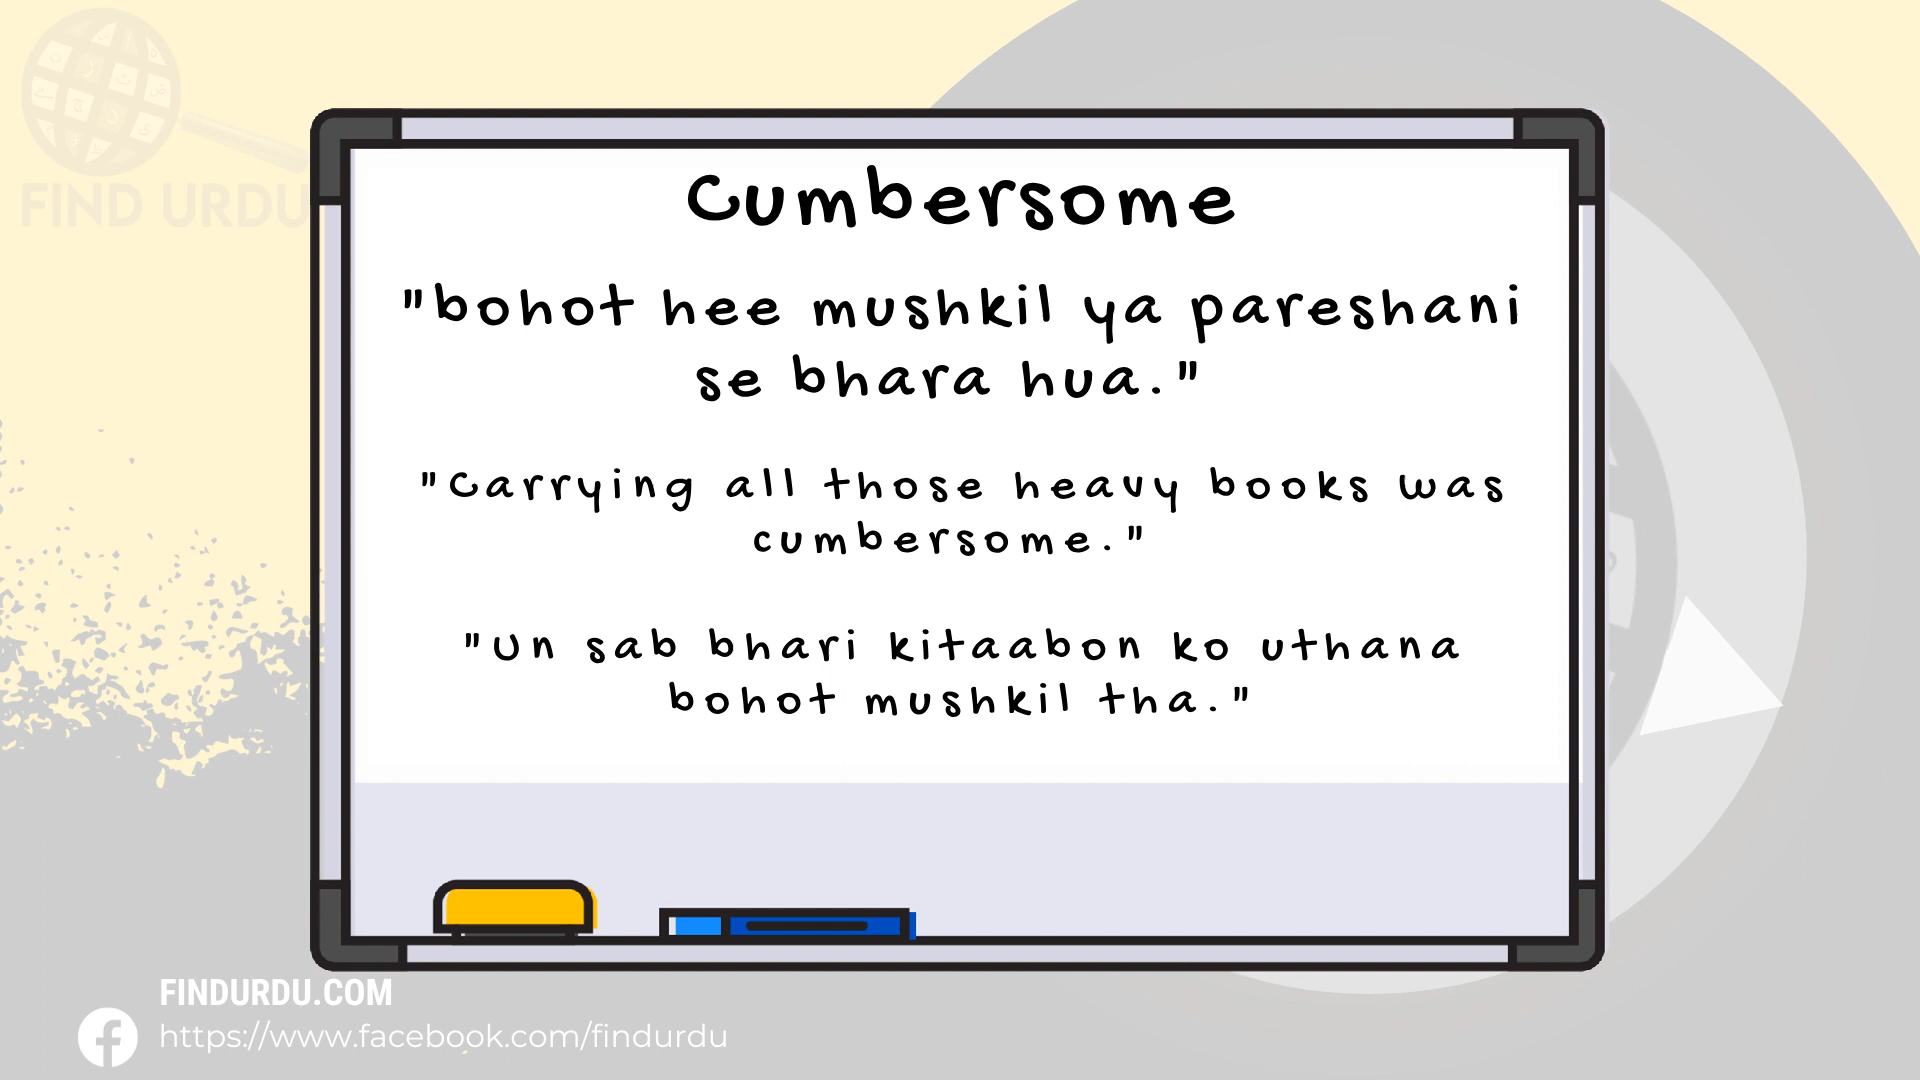 FIND URDU
Cumbersome
"bohot hee mushkil ya pareshani
se bhara hua."
"Carrying all those heavy books was
cumbersome."
"Un sab bhari kitaabon ko uthana
bohot mushkil tha."
FINDURDU.COM
https://www.facebook.com/findurdu